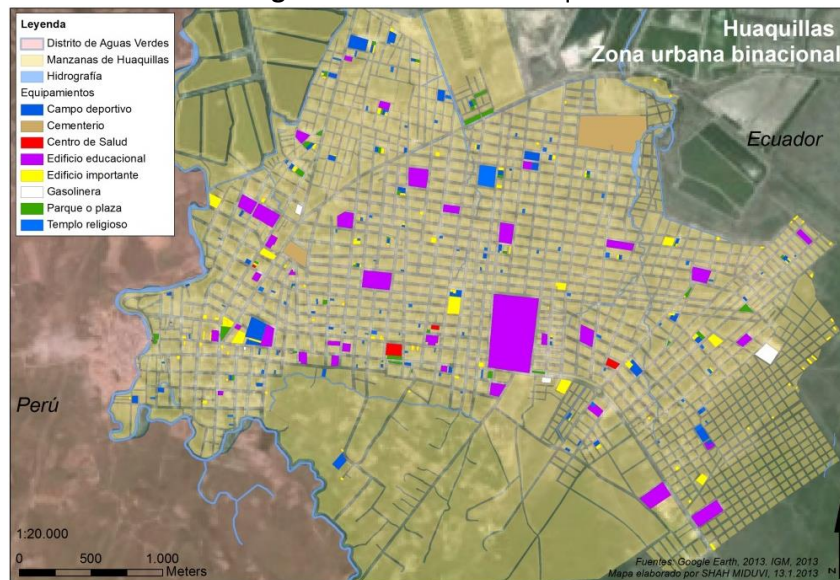 Leyenda
Distrito de Aguas Verdes
Manzanas de Huaquillas
Hidrografía
Equipamientos
Campo deportivo
Cementerio
Centro de Salud
Edificio educacional
Edificio importante
Gasolinera
Parque o plaza
Templo religioso
Huaquillas
Zona urbana binacional
Ecuador
Perú
1:20.000
0 500 1.000
Meters
Fuentes: Google Earth, 2013. IGM, 2013
Mapa elaborado por SHAH MIDUVI, 13.1.2013
N